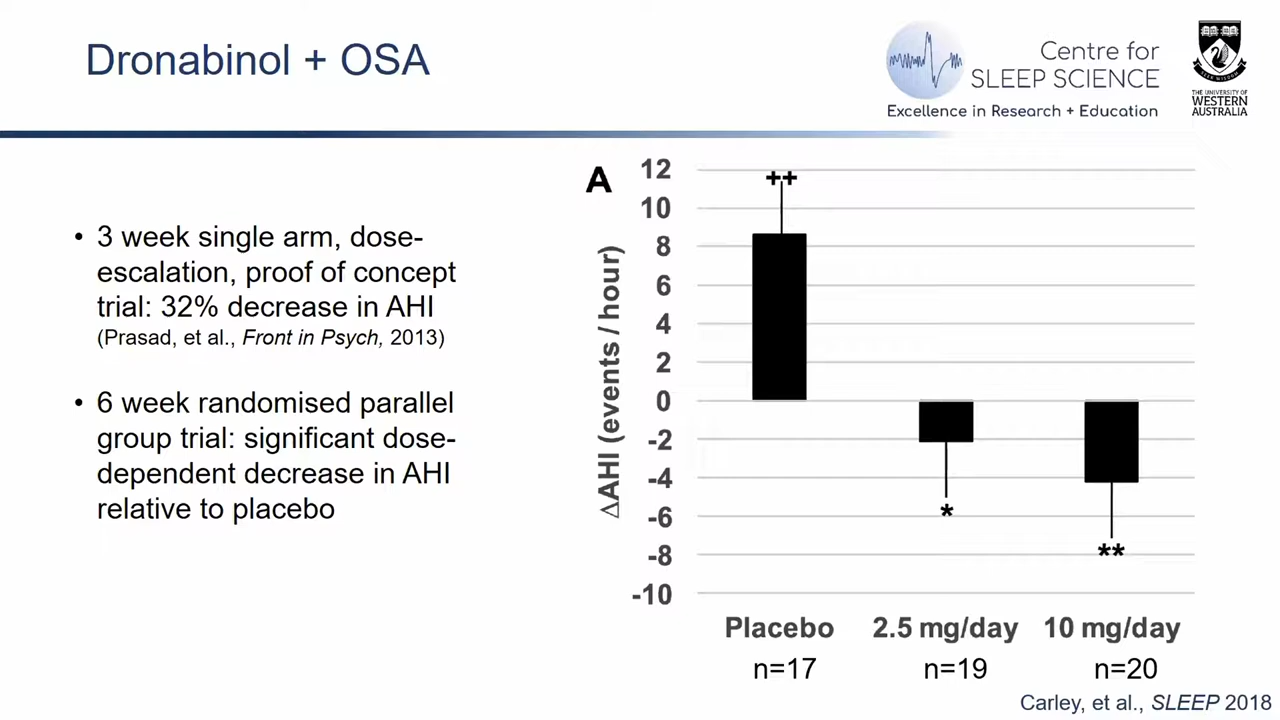 Dronabinol + OSA
Centre for
SLEEP SCIENCE
Excellence in Research + Education
THE UNIVERSITY OF
WESTERN
AUSTRALIA
• 3 week single arm, dose-
escalation, proof of concept
trial: 32% decrease in AHI
(Prasad, et al., Front in Psych, 2013)
• 6 week randomised parallel
group trial: significant dose-
dependent decrease in AHI
relative to placebo
A
ΔAHI (events / hour)
12
10
8
6
4
2
0
-2
-4
-6
-8
-10
++
*
**
Placebo 2.5 mg/day 10 mg/day
n=17 n=19 n=20
Carley, et al., SLEEP 2018